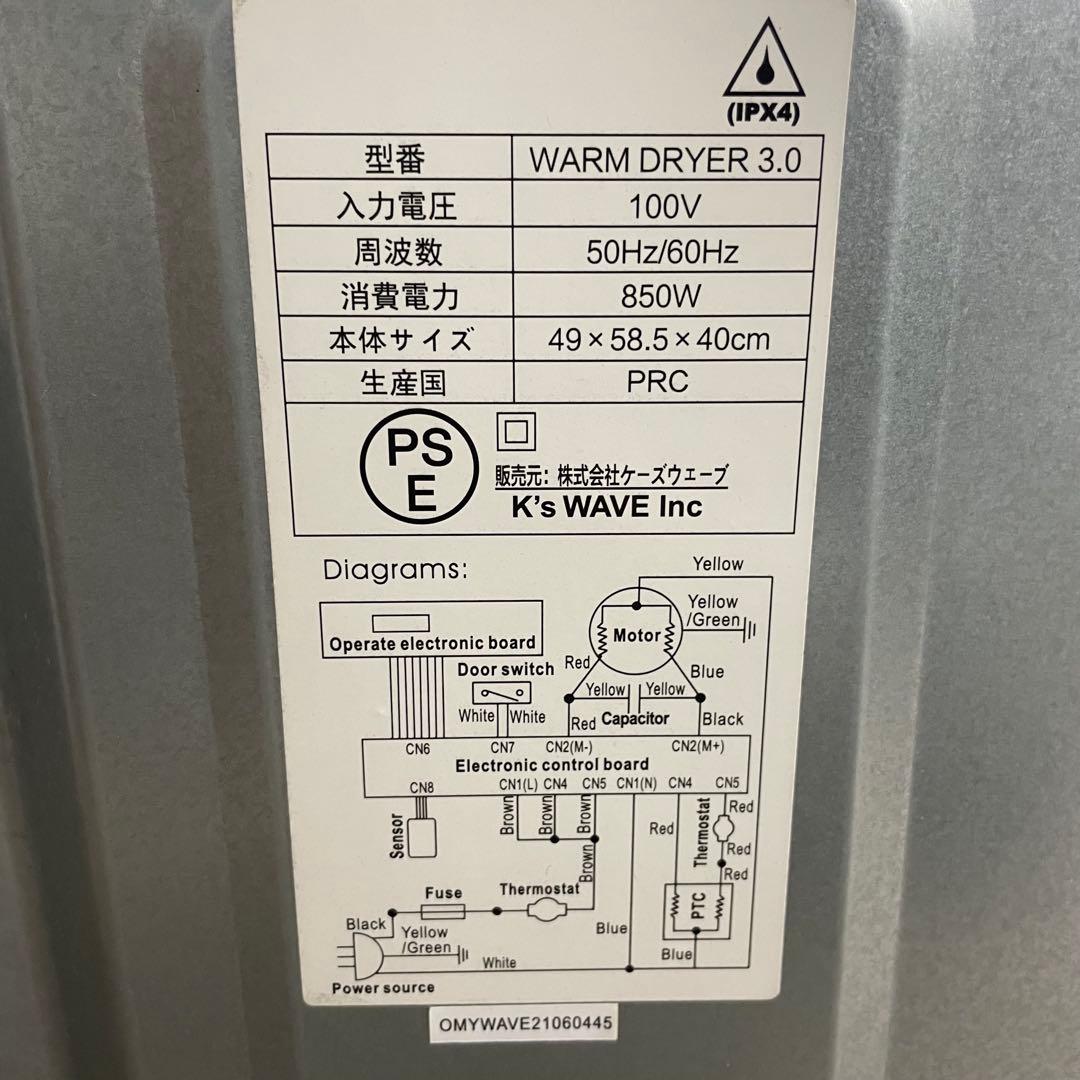 (IPX4)
型番 WARM DRYER 3.0
入力電圧 100V
周波数 50Hz/60Hz
消費電力 850W
本体サイズ 49×58.5×40cm
生産国 PRC
PS
E
販売元: 株式会社ケーズウェーブ
K's WAVE Inc
Diagrams:
Yellow
Yellow
/Green
Motor
Operate electronic board
Door switch
Red
Blue
Yellow
Yellow
White
White
Red
Capacitor
Black
CN6
CN7
CN2(M-)
CN2(M+)
Electronic control board
CN8
CN1(L)
CN4
CN5
CN1(N)
CN4
CN5
Sensor
Brown
Brown
Brown
Red
Thermostat
Red
Red
Brown
Red
Fuse
Thermostat
PTC
Black
Yellow
/Green
Blue
Blue
White
Power source
OMYWAVE21060445